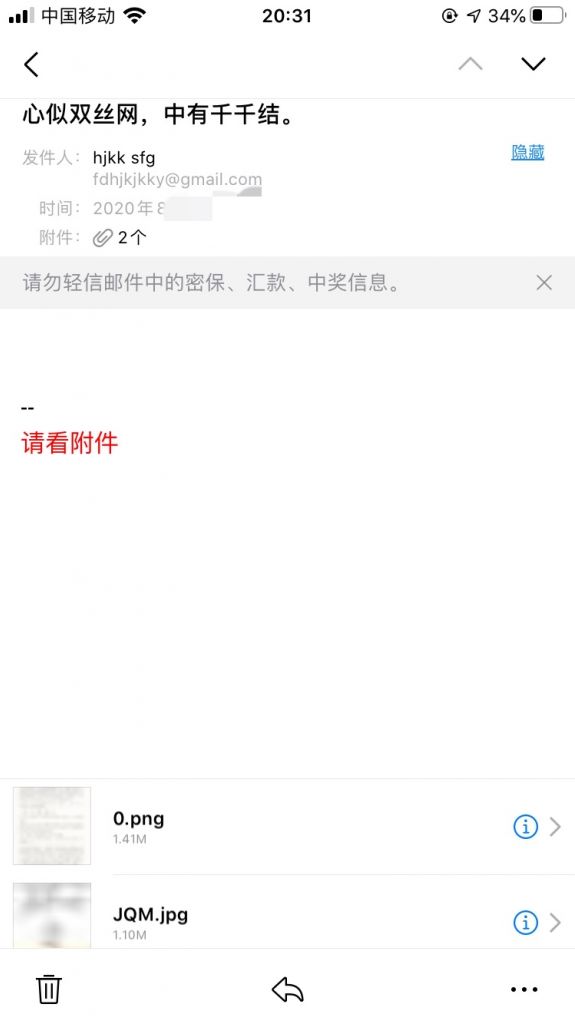 中国移动 20:31 34%
心似双丝网，中有千千结。
发件人： hjkk sfg 隐藏
fdhjkjkky@gmail.com
时间： 2020年8
附件： 2个
请勿轻信邮件中的密保、汇款、中奖信息。
--
请看附件
0.png
1.41M
JQM.jpg
1.10M